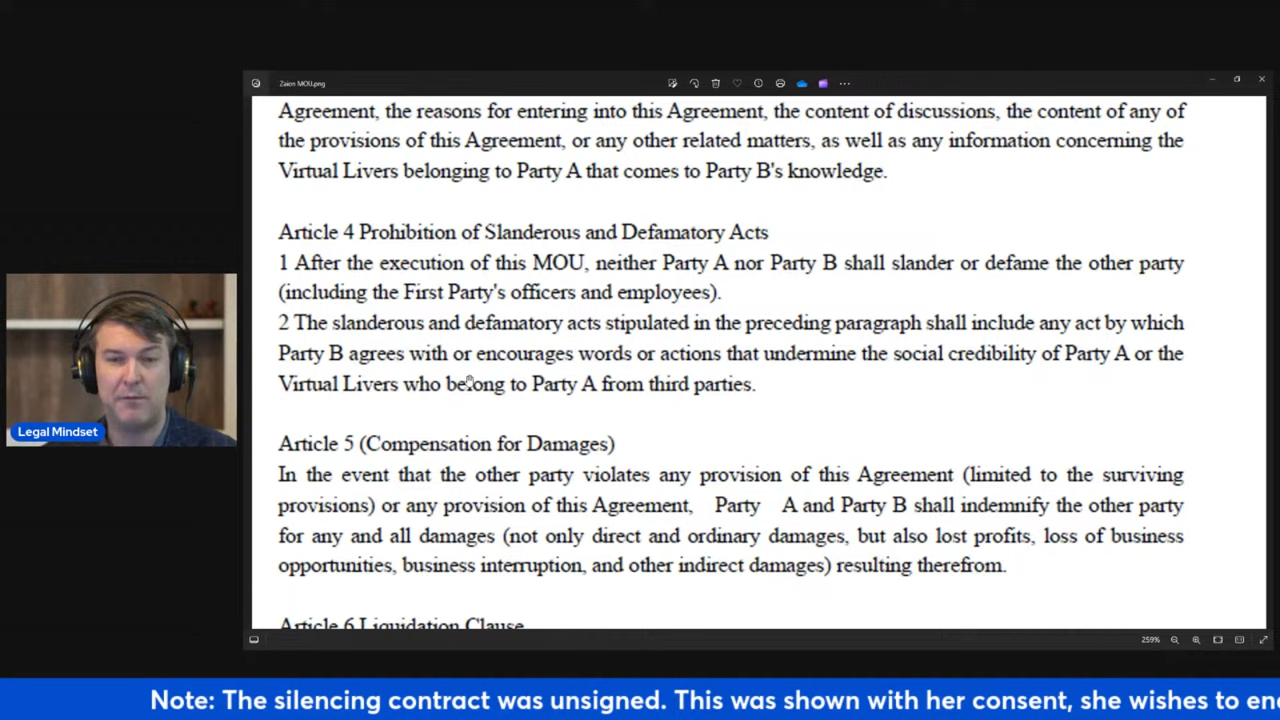 Zaion MOU.png
Agreement, the reasons for entering into this Agreement, the content of discussions, the content of any of
the provisions of this Agreement, or any other related matters, as well as any information concerning the
Virtual Livers belonging to Party A that comes to Party B's knowledge.
Article 4 Prohibition of Slanderous and Defamatory Acts
1 After the execution of this MOU, neither Party A nor Party B shall slander or defame the other party
(including the First Party's officers and employees).
2 The slanderous and defamatory acts stipulated in the preceding paragraph shall include any act by which
Party B agrees with or encourages words or actions that undermine the social credibility of Party A or the
Virtual Livers who belong to Party A from third parties.
Article 5 (Compensation for Damages)
In the event that the other party violates any provision of this Agreement (limited to the surviving
provisions) or any provision of this Agreement, Party A and Party B shall indemnify the other party
for any and all damages (not only direct and ordinary damages, but also lost profits, loss of business
opportunities, business interruption, and other indirect damages) resulting therefrom.
Article 6 Liquidation Clause
259%
Legal Mindset
Note: The silencing contract was unsigned. This was shown with her consent, she wishes to en